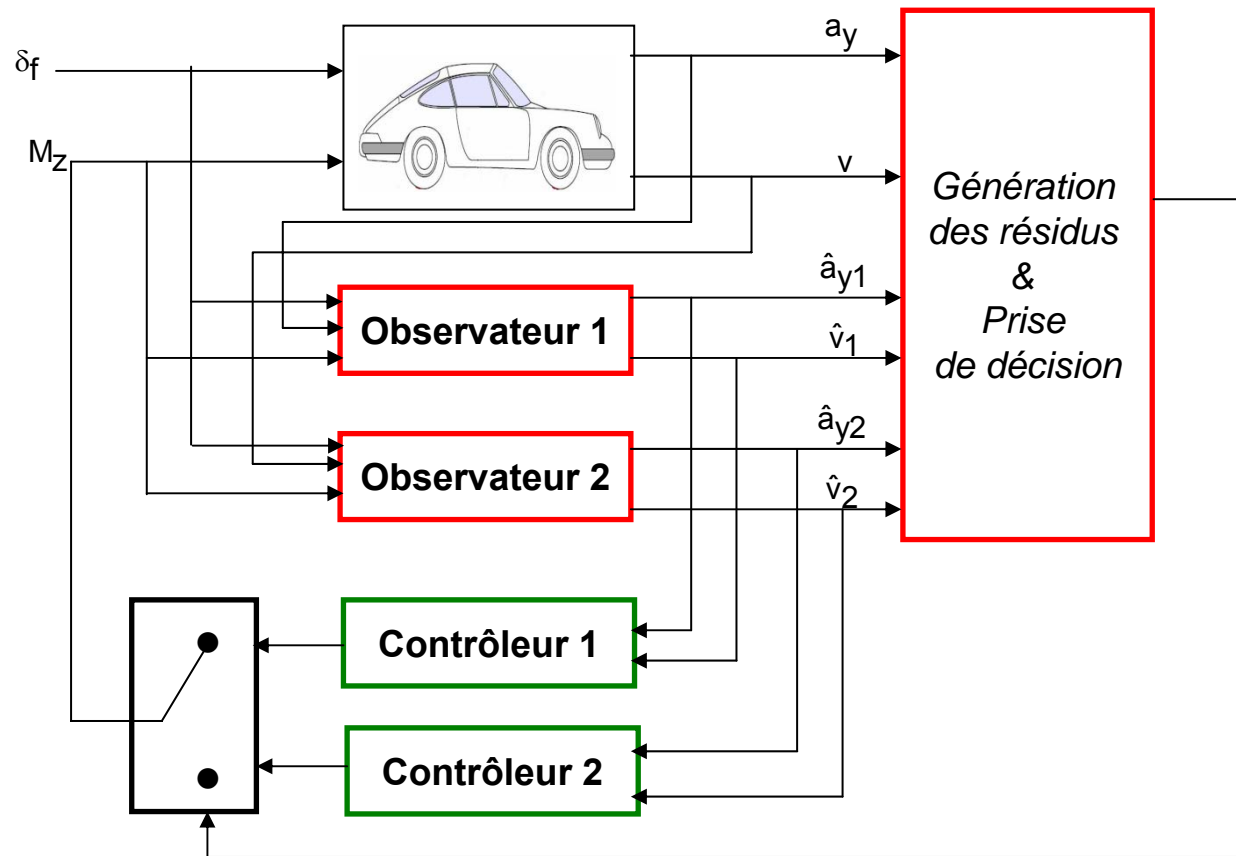 δf
Mz
ay
v
Génération
des résidus
&
Prise
de décision
ây1
v̂1
ây2
v̂2
Observateur 1
Observateur 2
Contrôleur 1
Contrôleur 2